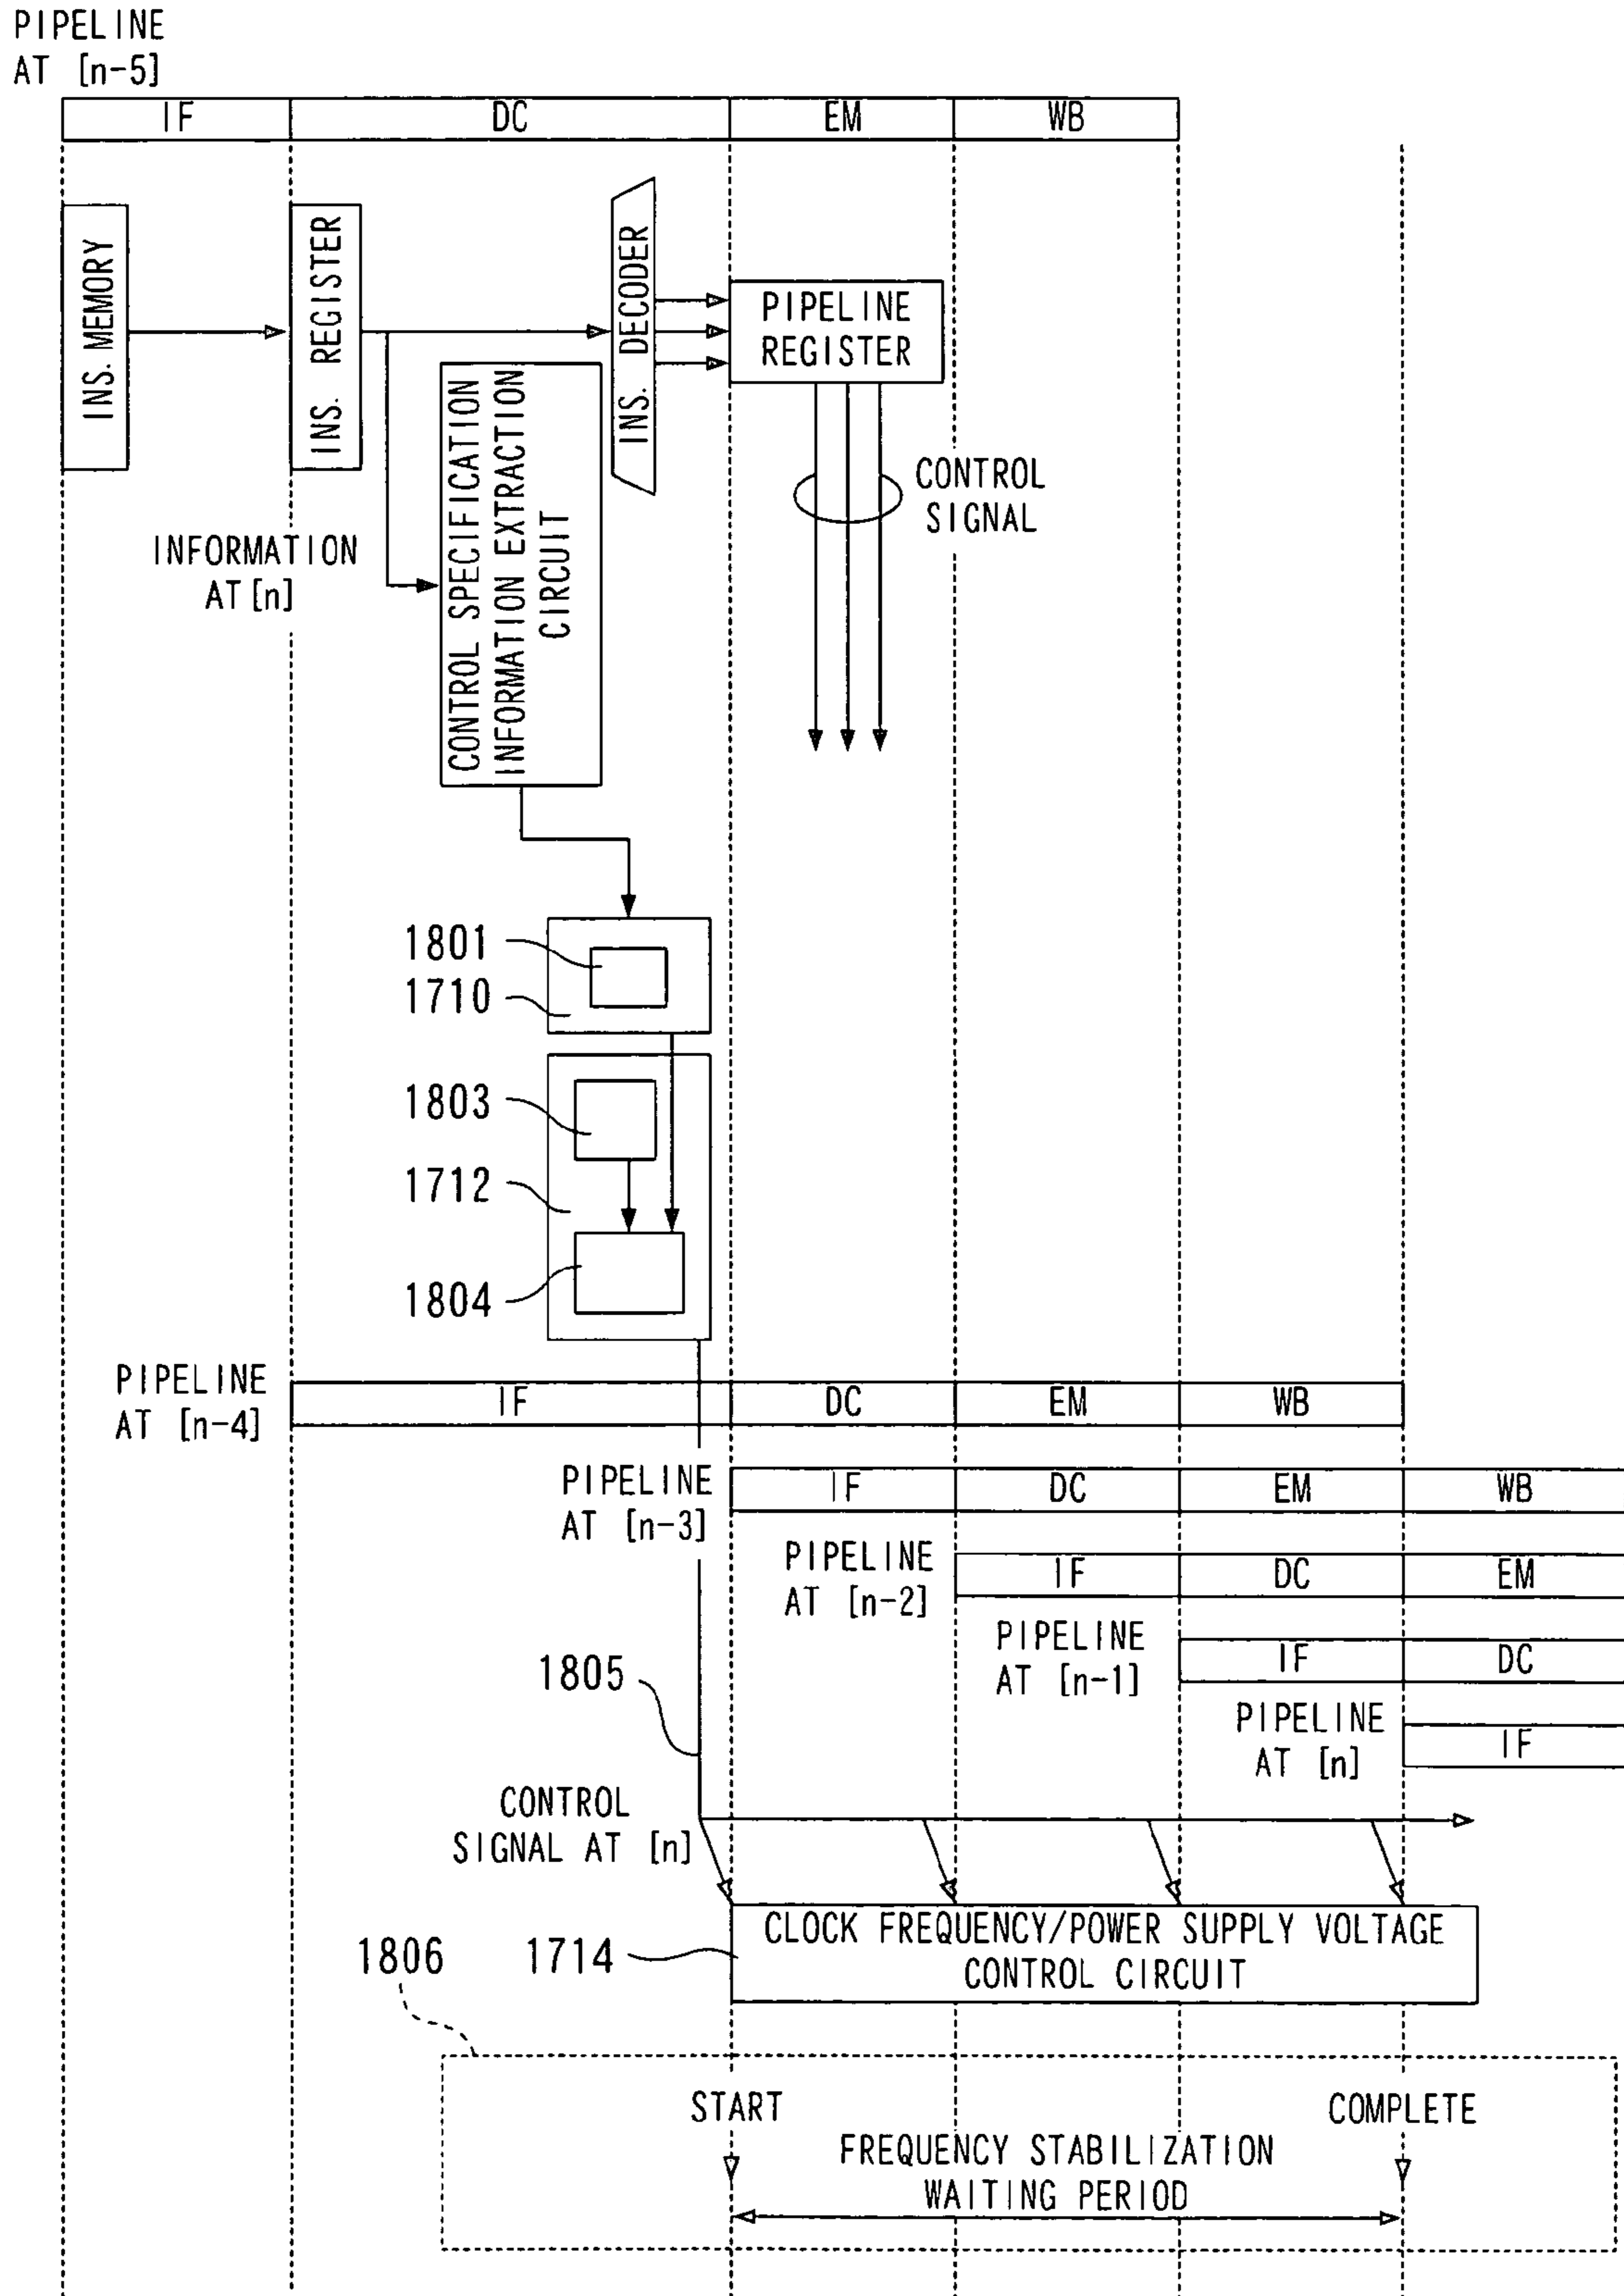 PIPELINE
AT [n-5]
IF DC EM WB
INS. MEMORY
INS. REGISTER
INS. DECODER
PIPELINE
REGISTER
CONTROL SPECIFICATION
INFORMATION EXTRACTION
CIRCUIT
CONTROL
SIGNAL
INFORMATION
AT [n]
1801
1710
1803
1712
1804
PIPELINE
AT [n-4]
IF DC EM WB
PIPELINE
AT [n-3]
IF DC EM WB
PIPELINE
AT [n-2]
IF DC EM
PIPELINE
AT [n-1]
IF DC
1805
PIPELINE
AT [n]
IF
CONTROL
SIGNAL AT [n]
CLOCK FREQUENCY/POWER SUPPLY VOLTAGE
CONTROL CIRCUIT
1806
1714
START
COMPLETE
FREQUENCY STABILIZATION
WAITING PERIOD